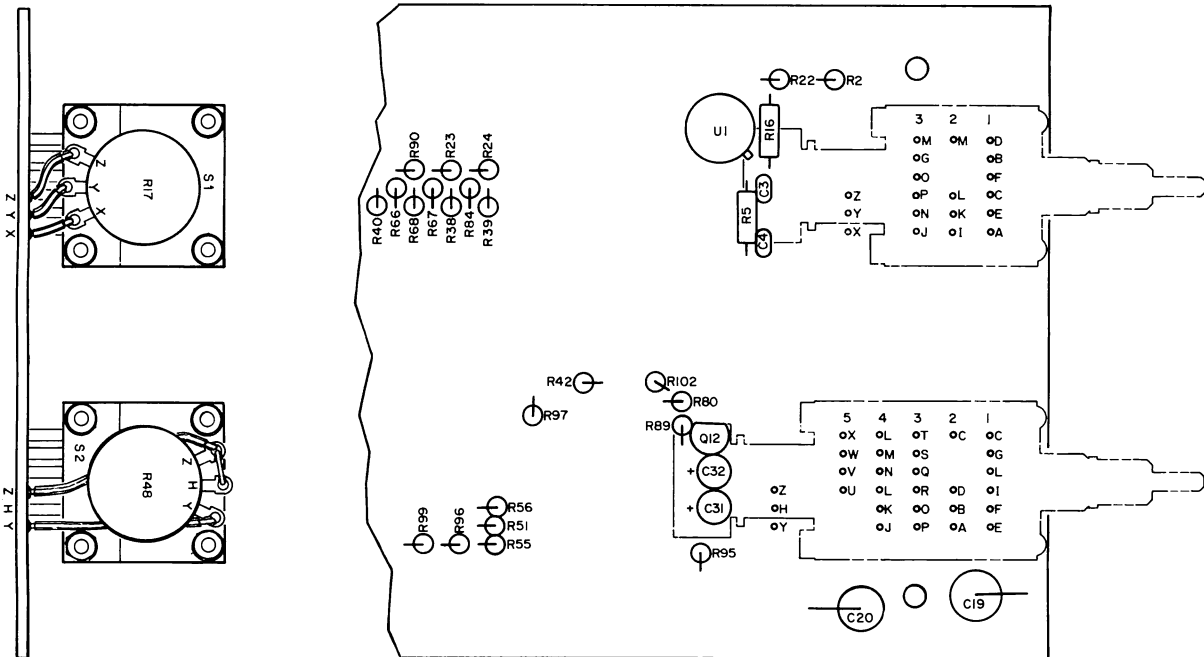 S1
R17
Z
Y
X
Z Y X
S2
R48
Z
H
Y
Z H Y
R22
R2
U1
R16
C3
R5
C4
R90
R23
R24
R40
R66
R68
R67
R38
R84
R39
3 2 1
M M D
G B
O F
Z P L C
Y N K E
X J I A
R42
R102
R80
R97
R89
Q12
+ C32
+ C31
R56
R99
R96
R51
R55
R95
5 4 3 2 1
X L T C C
W M S G
V N Q L
Z U L R D I
H K O B F
Y J P A E
C20
C19